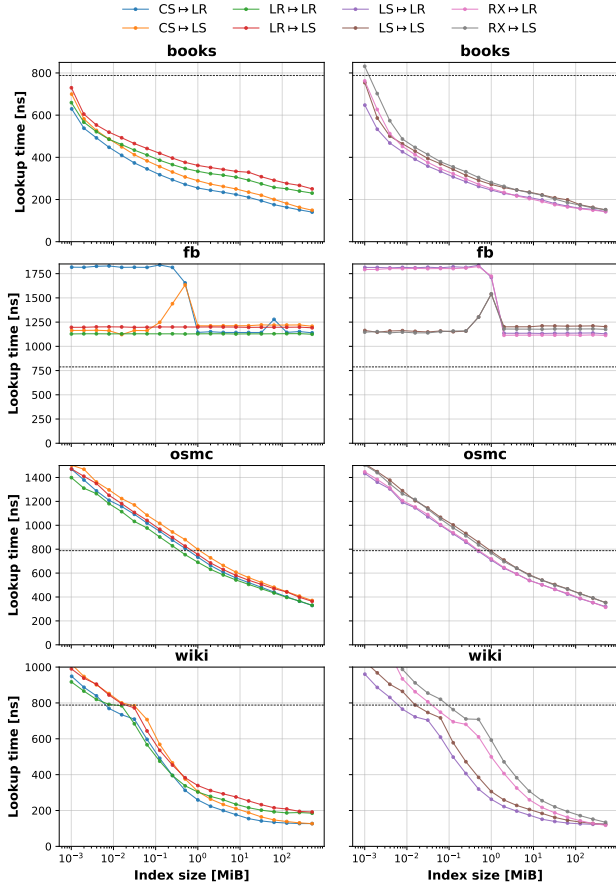 CS ↦ LR LR ↦ LR LS ↦ LR RX ↦ LR
CS ↦ LS LR ↦ LS LS ↦ LS RX ↦ LS
books books
Lookup time [ns]
800
600
400
200
0
fb fb
Lookup time [ns]
1750
1500
1250
1000
750
500
250
0
osmc osmc
Lookup time [ns]
1400
1200
1000
800
600
400
200
0
wiki wiki
Lookup time [ns]
1000
800
600
400
200
0
10⁻³ 10⁻² 10⁻¹ 10⁰ 10¹ 10² 10⁻³ 10⁻² 10⁻¹ 10⁰ 10¹ 10²
Index size [MiB] Index size [MiB]